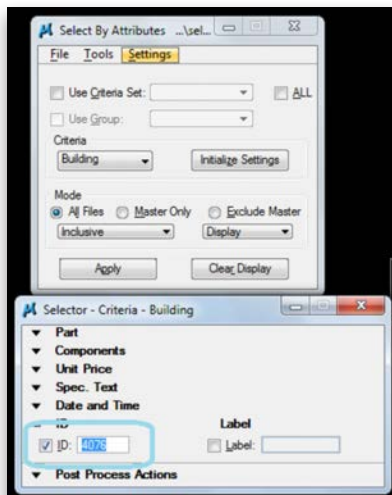 Select By Attributes ...\sel...
File Tools Settings
Use Criteria Set: ALL
Use Group:
Criteria
Building Initialize Settings
Mode
All Files Master Only Exclude Master
Inclusive Display
Apply Clear Display
Selector - Criteria - Building
Part
Components
Unit Price
Spec. Text
Date and Time
ID Label
ID: 4076 Label:
Post Process Actions